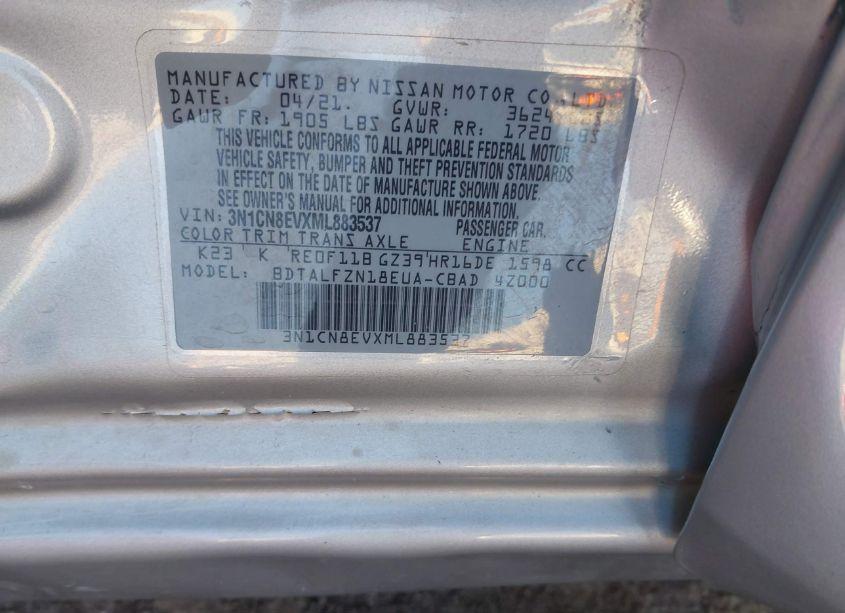 MANUFACTURED BY NISSAN MOTOR CO.,LTD
DATE: 04/21. GVWR: 3624
GAWR FR: 1905 LBS GAWR RR: 1720 LBS
THIS VEHICLE CONFORMS TO ALL APPLICABLE FEDERAL MOTOR
VEHICLE SAFETY, BUMPER AND THEFT PREVENTION STANDARDS
IN EFFECT ON THE DATE OF MANUFACTURE SHOWN ABOVE.
SEE OWNER'S MANUAL FOR ADDITIONAL INFORMATION.
VIN: 3N1CN8EVXML883537 PASSENGER CAR.
COLOR TRIM TRANS AXLE ENGINE
K23 K RE0F11B GZ39 HR16DE 1598 CC
MODEL: BDTALFZN18EUA-CBAD 4Z000
3N1CN8EVXML883537